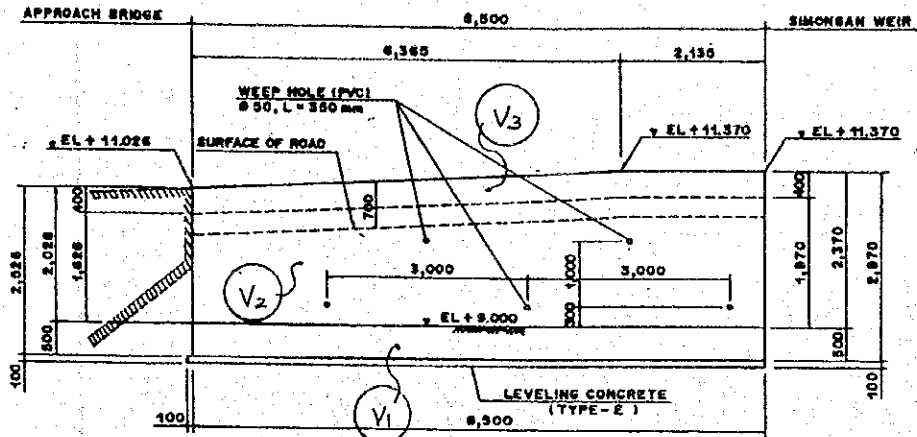 APPROACH BRIDGE
8,500
SIMONGAN WEIR
6,365
2,135
WEEP HOLE (PVC)
Ø 50, L = 350 mm
V3
EL + 11.026
SURFACE OF ROAD
EL + 11.370
EL + 11.370
400
700
400
2,526
2,026
1,626
3,000
1,000
3,000
1,970
2,370
2,870
V2
300
EL + 9.000
500
500
100
LEVELING CONCRETE
(TYPE-E)
100
V1
100
8,500